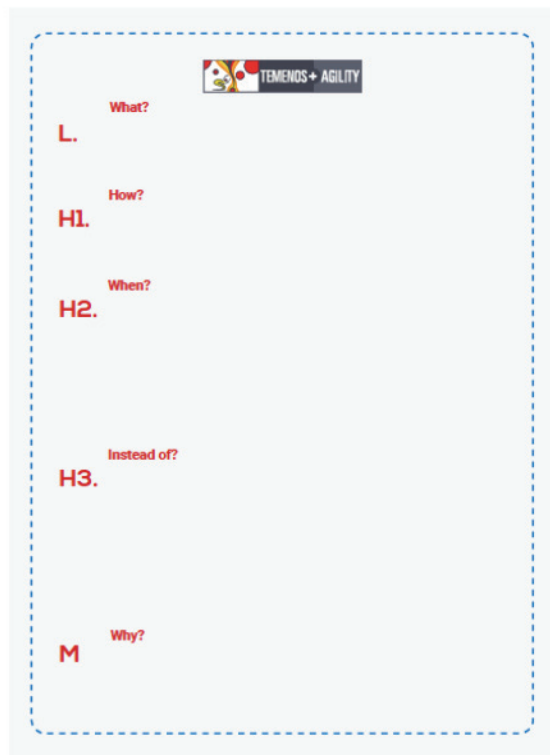 TEMENOS+ AGILITY
What?
L.
How?
H1.
When?
H2.
Instead of?
H3.
Why?
M